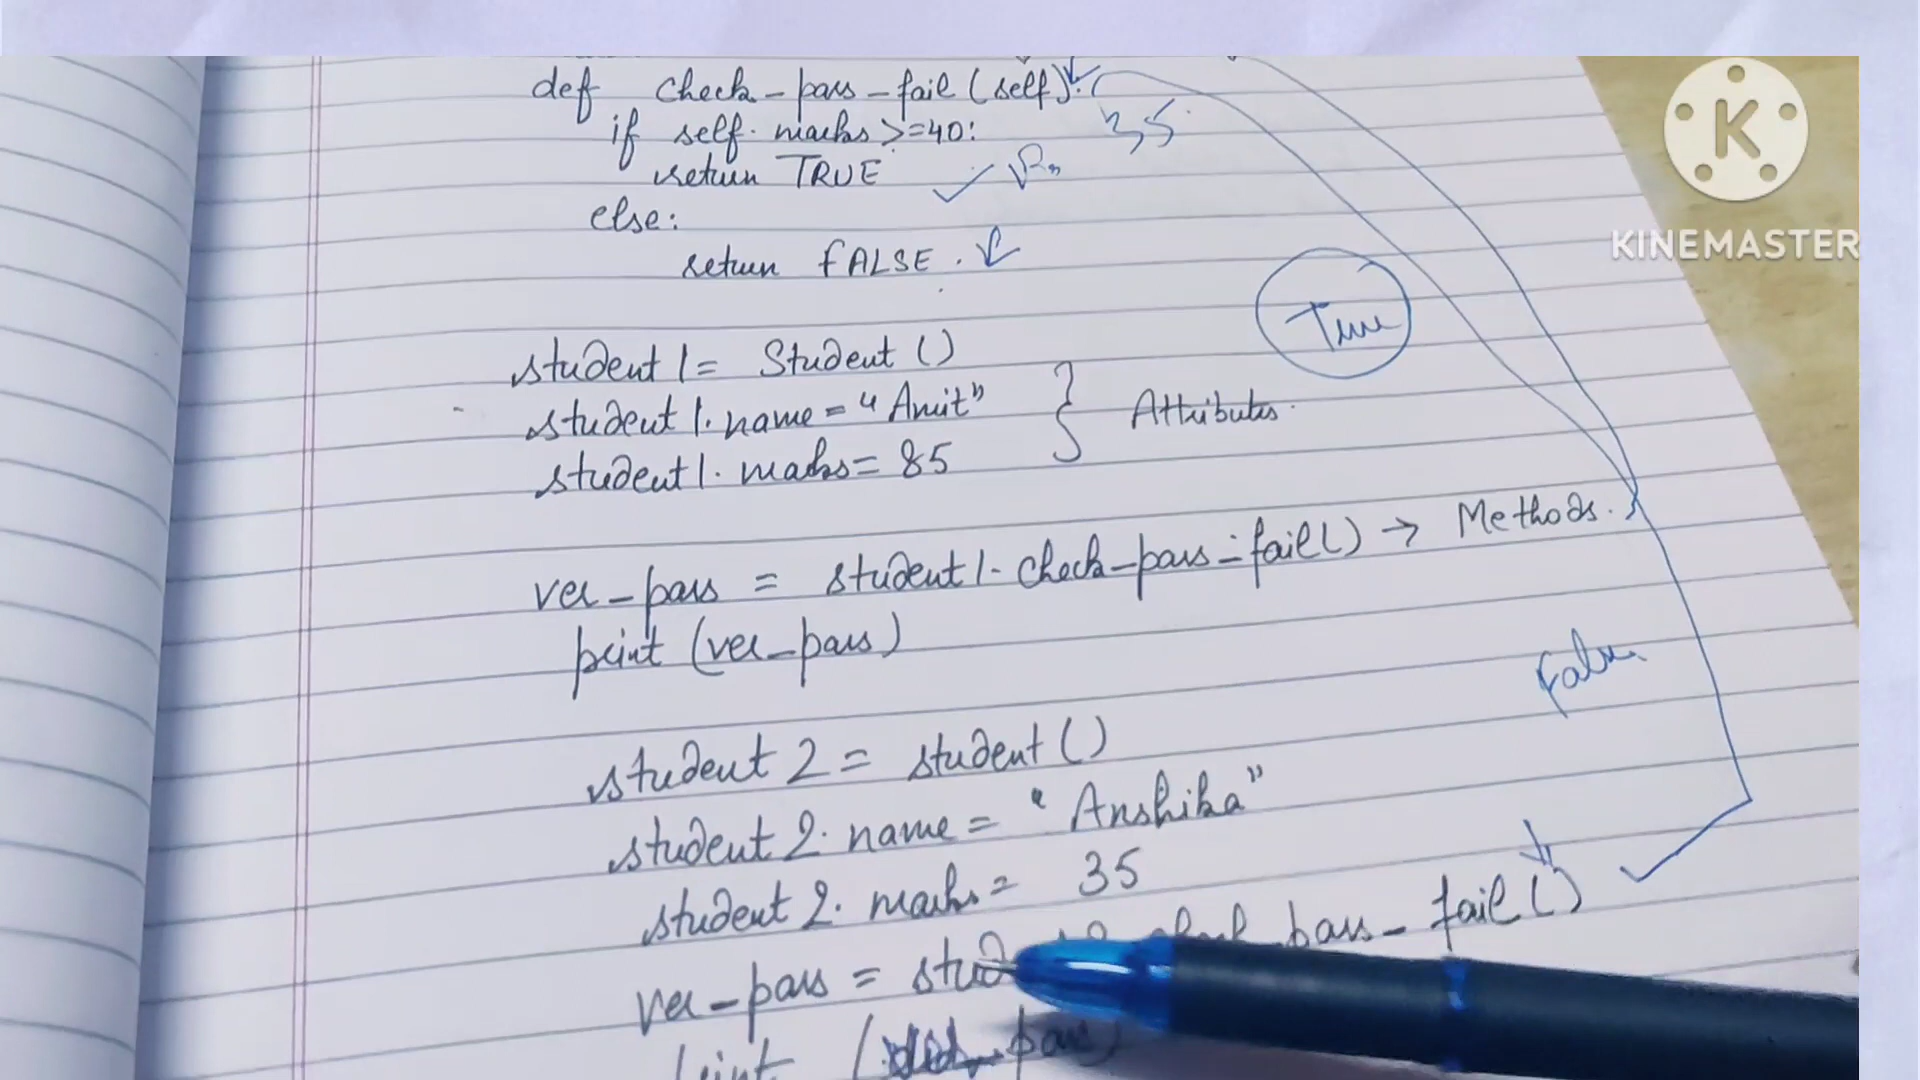 def check-pass-fail (self):
35
if self. marks >=40:
return TRUE
else:
return fALSE.
True
student 1 = Student ()
student 1. name = "Amit"
Attributes.
student 1. marks = 85
ver-pass = student 1. check-pass-fail() → Methods.
print (ver-pass)
False
student 2 = student ()
student 2. name = "Anshika"
student 2. marks = 35
ver-pass = pass-fail()
print ( pass)
K
KINEMASTER